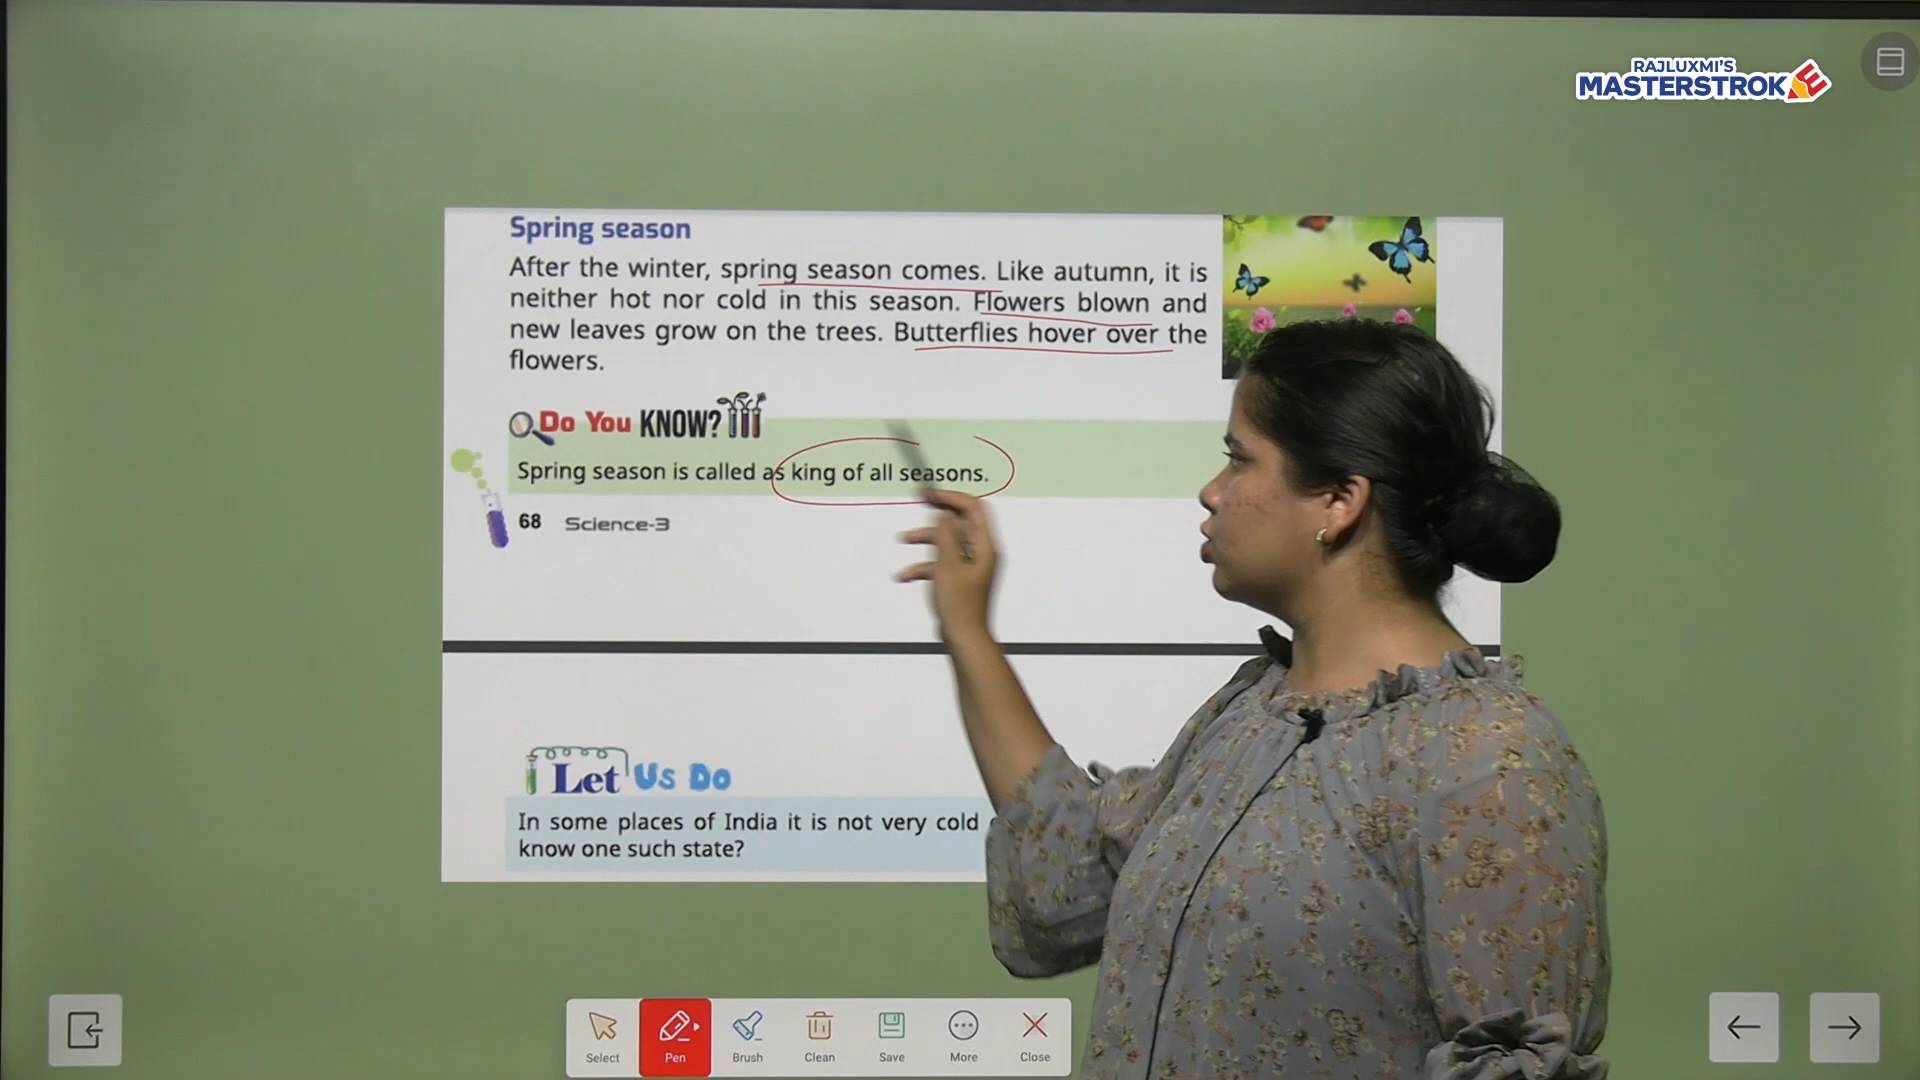 RAJLUXMI'S
MASTERSTROKE
Spring season
After the winter, spring season comes. Like autumn, it is
neither hot nor cold in this season. Flowers blown and
new leaves grow on the trees. Butterflies hover over the
flowers.
Do You KNOW?
Spring season is called as king of all seasons.
68 Science-3
Let Us Do
In some places of India it is not very cold
know one such state?
Select Pen Brush Clean Save More Close